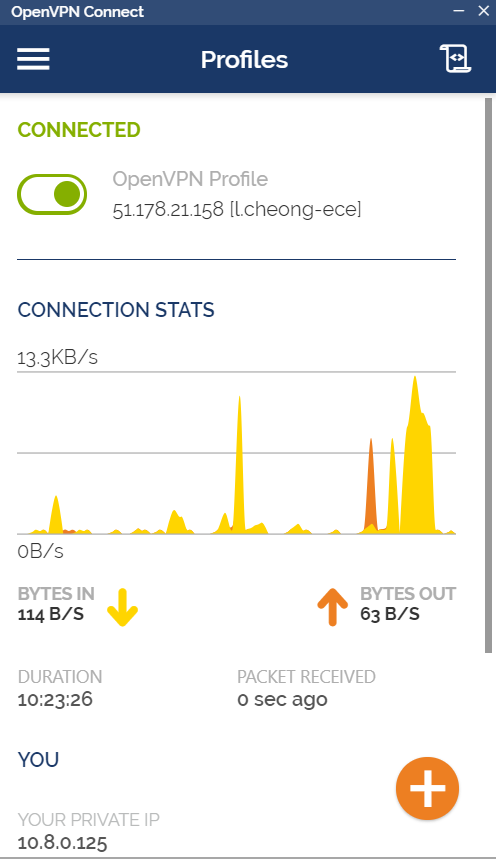 OpenVPN Connect
Profiles
CONNECTED
OpenVPN Profile
51.178.21.158 [l.cheong-ece]
CONNECTION STATS
13.3KB/s
0B/s
BYTES IN
114 B/S
BYTES OUT
63 B/S
DURATION
10:23:26
PACKET RECEIVED
0 sec ago
YOU
YOUR PRIVATE IP
10.8.0.125